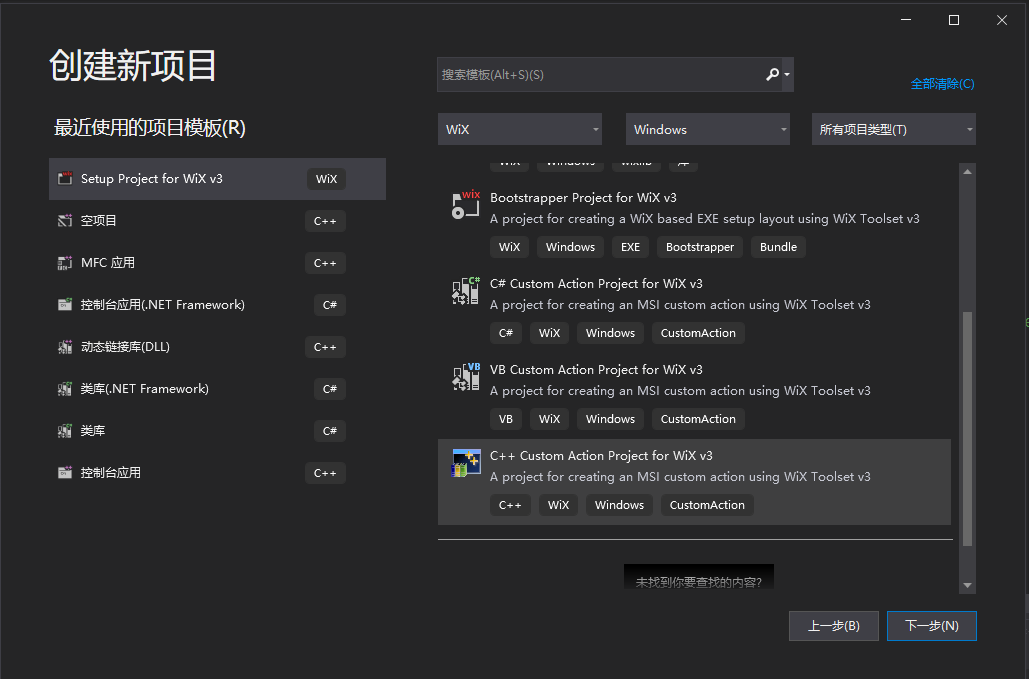 创建新项目
搜索模板(Alt+S)(S)
全部清除(C)
最近使用的项目模板(R)
WiX
Windows
所有项目类型(T)
Setup Project for WiX v3
WiX
空项目
C++
MFC 应用
C++
控制台应用(.NET Framework)
C#
动态链接库(DLL)
C++
类库(.NET Framework)
C#
类库
C#
控制台应用
C++
WiX Windows wixlib 库
wix
Bootstrapper Project for WiX v3
A project for creating a WiX based EXE setup layout using WiX Toolset v3
WiX Windows EXE Bootstrapper Bundle
C#
C# Custom Action Project for WiX v3
A project for creating an MSI custom action using WiX Toolset v3
C# WiX Windows CustomAction
VB
VB Custom Action Project for WiX v3
A project for creating an MSI custom action using WiX Toolset v3
VB WiX Windows CustomAction
C++ Custom Action Project for WiX v3
A project for creating an MSI custom action using WiX Toolset v3
C++ WiX Windows CustomAction
未找到你要查找的内容?
上一步(B)
下一步(N)